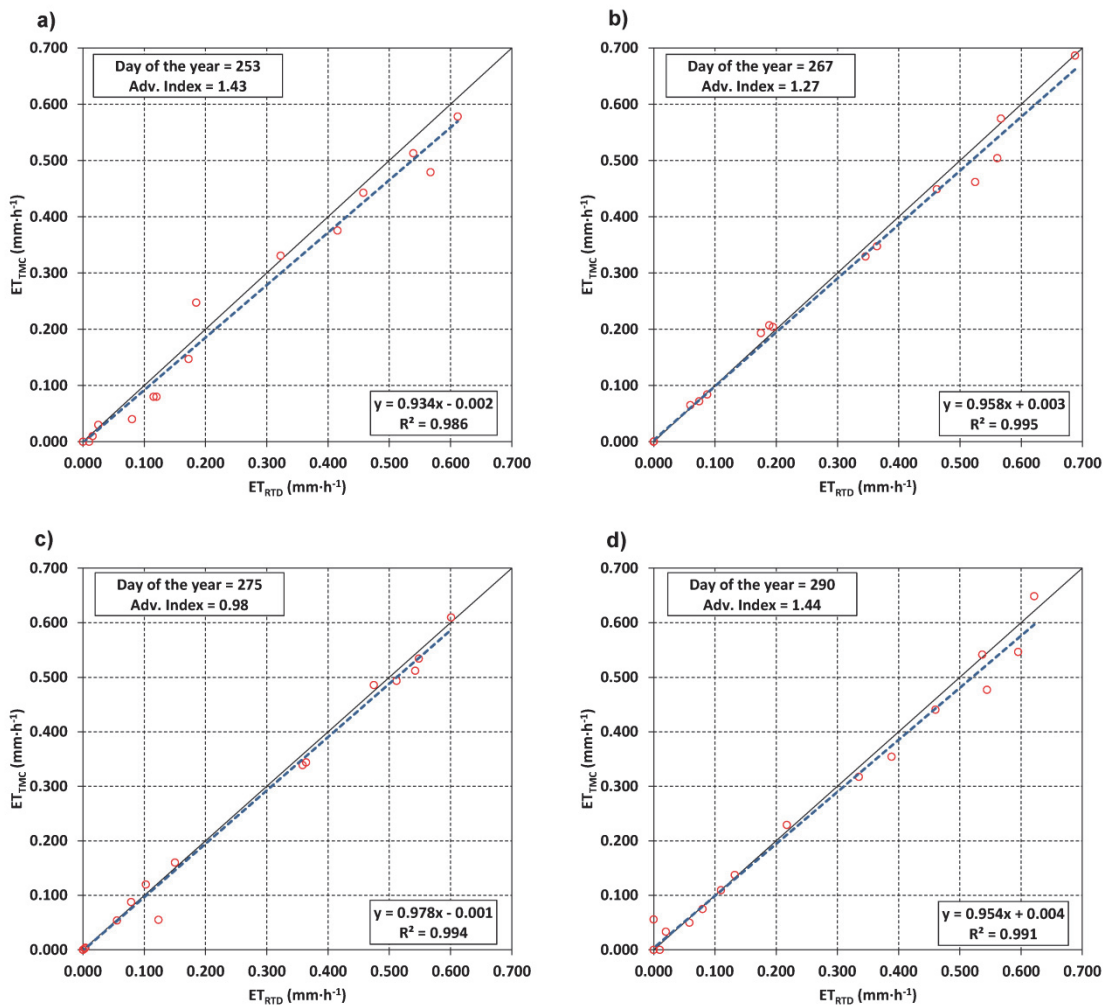 a)
Day of the year = 253
Adv. Index = 1.43
0.700
0.600
0.500
0.400
0.300
0.200
0.100
0.000
ET_TMC (mm·h⁻¹)
y = 0.934x - 0.002
R² = 0.986
0.000 0.100 0.200 0.300 0.400 0.500 0.600 0.700
ET_RTD (mm·h⁻¹)
b)
Day of the year = 267
Adv. Index = 1.27
0.700
0.600
0.500
0.400
0.300
0.200
0.100
0.000
ET_TMC (mm·h⁻¹)
y = 0.958x + 0.003
R² = 0.995
0.000 0.100 0.200 0.300 0.400 0.500 0.600 0.700
ET_RTD (mm·h⁻¹)
c)
Day of the year = 275
Adv. Index = 0.98
0.700
0.600
0.500
0.400
0.300
0.200
0.100
0.000
ET_TMC (mm·h⁻¹)
y = 0.978x - 0.001
R² = 0.994
0.000 0.100 0.200 0.300 0.400 0.500 0.600 0.700
ET_RTD (mm·h⁻¹)
d)
Day of the year = 290
Adv. Index = 1.44
0.700
0.600
0.500
0.400
0.300
0.200
0.100
0.000
ET_TMC (mm·h⁻¹)
y = 0.954x + 0.004
R² = 0.991
0.000 0.100 0.200 0.300 0.400 0.500 0.600 0.700
ET_RTD (mm·h⁻¹)